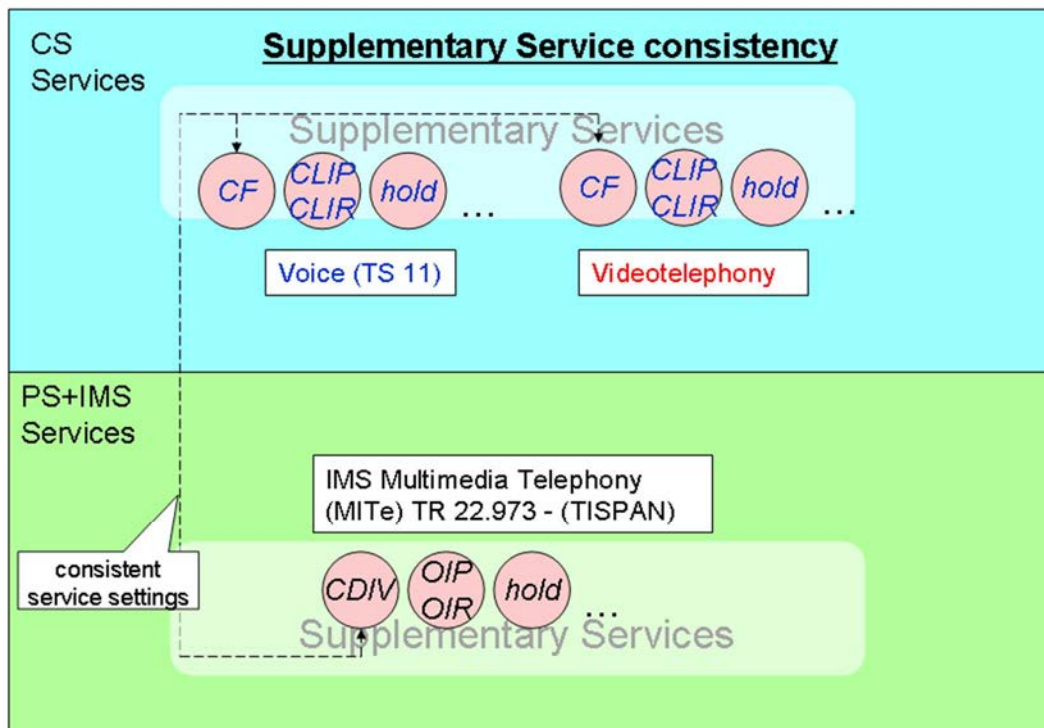 CS
Services
Supplementary Service consistency
Supplementary Services
CF
CLIP
CLIR
hold
...
CF
CLIP
CLIR
hold
...
Voice (TS 11)
Videotelephony
PS+IMS
Services
IMS Multimedia Telephony
(MITe) TR 22.973 - (TISPAN)
consistent
service settings
CDIV
OIP
OIR
hold
...
Supplementary Services